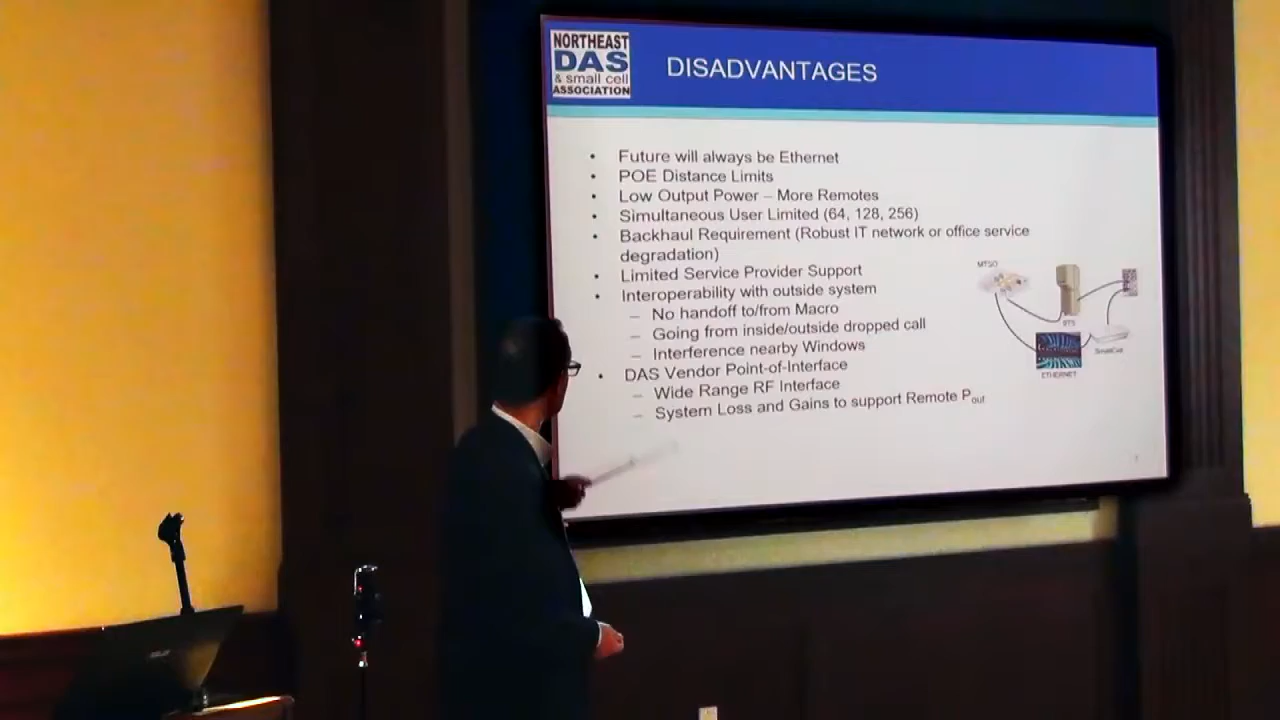 NORTHEAST
DAS
& small cell
ASSOCIATION
DISADVANTAGES
• Future will always be Ethernet
• POE Distance Limits
• Low Output Power – More Remotes
• Simultaneous User Limited (64, 128, 256)
• Backhaul Requirement (Robust IT network or office service
degradation)
• Limited Service Provider Support
• Interoperability with outside system
– No handoff to/from Macro
– Going from inside/outside dropped call
– Interference nearby Windows
• DAS Vendor Point-of-Interface
– Wide Range RF Interface
– System Loss and Gains to support Remote Pout
MTSO
BTS
SmallCell
ETHERNET